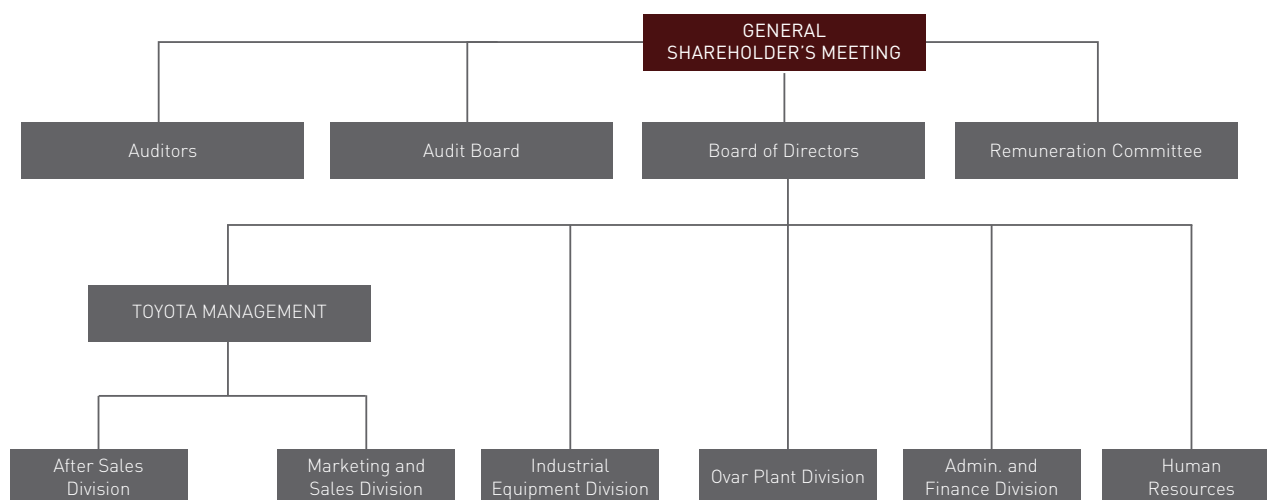 GENERAL
SHAREHOLDER'S MEETING
Auditors
Audit Board
Board of Directors
Remuneration Committee
TOYOTA MANAGEMENT
After Sales
Division
Marketing and
Sales Division
Industrial
Equipment Division
Ovar Plant Division
Admin. and
Finance Division
Human
Resources